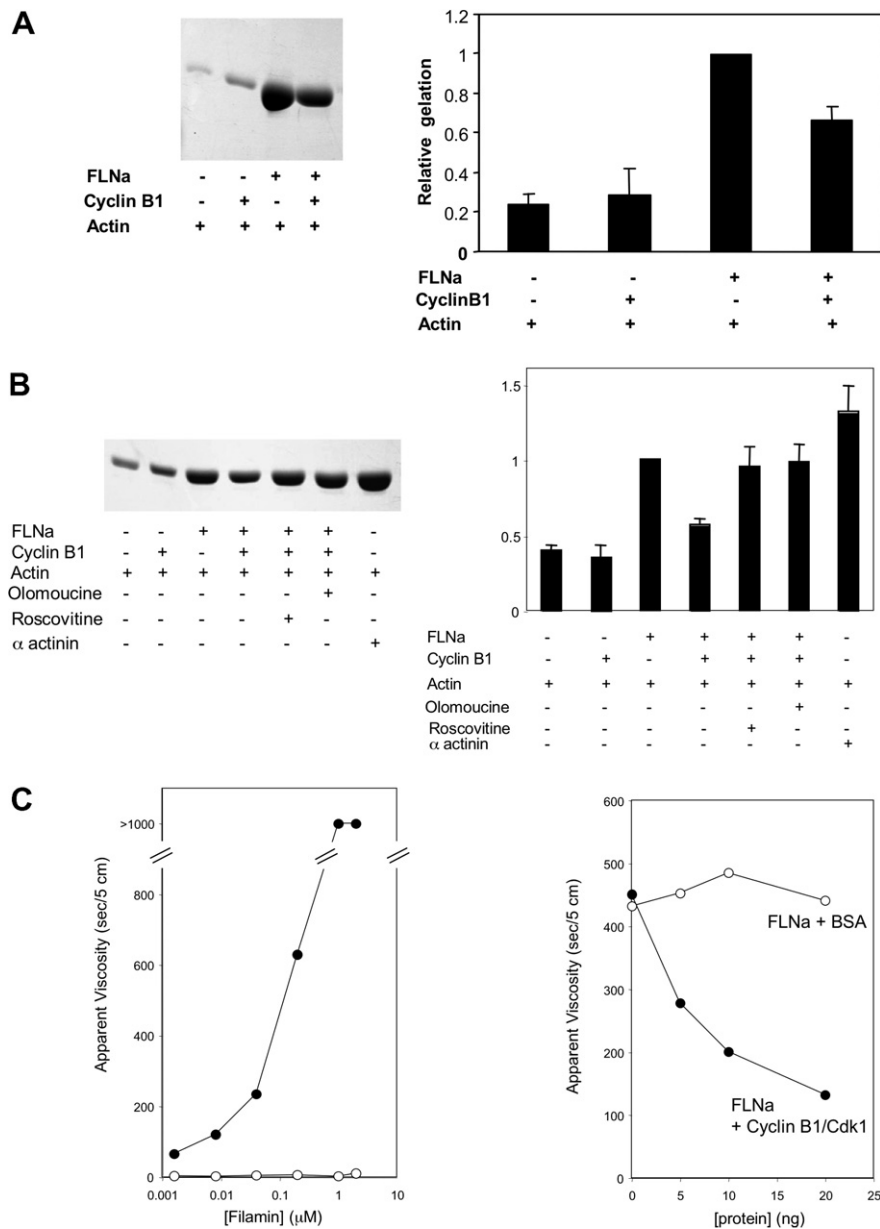 A
FLNa - - + +
Cyclin B1 - + - +
Actin + + + +
Relative gelation
1.2
1
0.8
0.6
0.4
0.2
0
FLNa - - + +
CyclinB1 - + - +
Actin + + + +
B
FLNa - - + + + + -
Cyclin B1 - + - + + + -
Actin + + + + + + +
Olomoucine - - - - - + -
Roscovitine - - - - + - -
α actinin - - - - - - +
1.5
1
0.5
0
FLNa - - + + + + -
Cyclin B1 - + - + + + -
Actin + + + + + + +
Olomoucine - - - - - + -
Roscovitine - - - - + - -
α actinin - - - - - - +
C
Apparent Viscosity (sec/5 cm)
>1000
800
600
400
200
0
0.001 0.01 0.1 1 10
[Filamin] (μM)
Apparent Viscosity (sec/5 cm)
600
500
400
300
200
100
0
FLNa + BSA
FLNa
+ Cyclin B1/Cdk1
0 5 10 15 20 25
[protein] (ng)